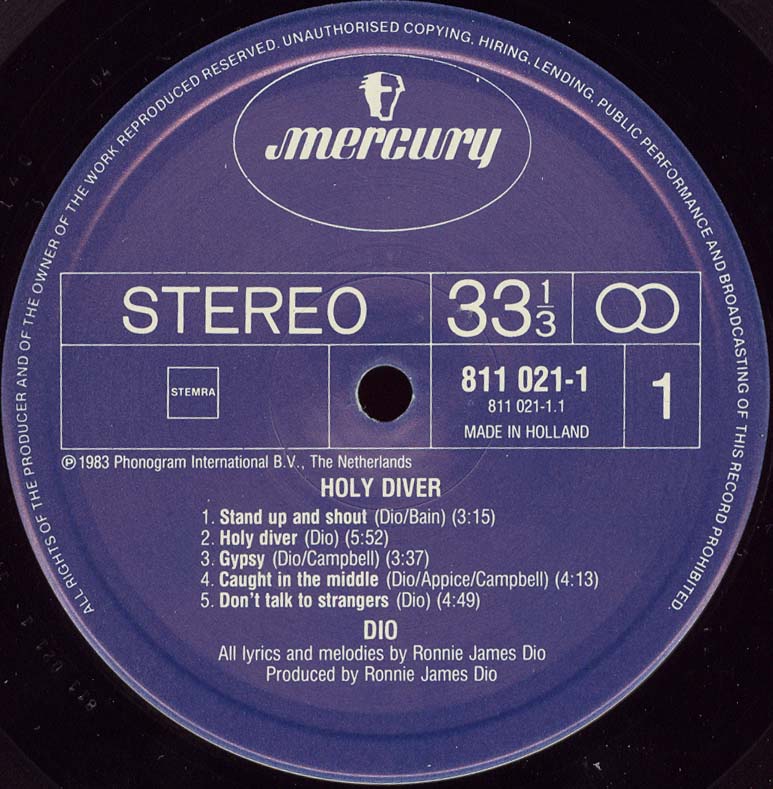 ALL RIGHTS OF THE PRODUCER AND OF THE OWNER OF THE WORK REPRODUCED RESERVED. UNAUTHORISED COPYING, HIRING, LENDING, PUBLIC PERFORMANCE AND BROADCASTING OF THIS RECORD PROHIBITED.
mercury
STEREO 33 1/3
STEMRA
811 021-1
811 021-1.1
MADE IN HOLLAND
1
℗ 1983 Phonogram International B.V., The Netherlands
HOLY DIVER
1. Stand up and shout (Dio/Bain) (3:15)
2. Holy diver (Dio) (5:52)
3. Gypsy (Dio/Campbell) (3:37)
4. Caught in the middle (Dio/Appice/Campbell) (4:13)
5. Don't talk to strangers (Dio) (4:49)
DIO
All lyrics and melodies by Ronnie James Dio
Produced by Ronnie James Dio